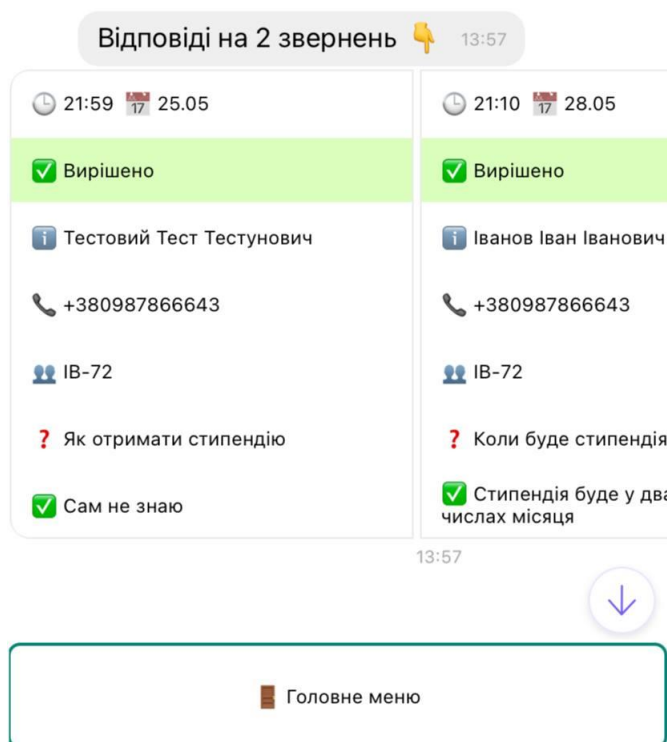 Відповіді на 2 звернень 👇 13:57
🕒 21:59 📅 25.05
✅ Вирішено
ℹ️ Тестовий Тест Тестунович
📞 +380987866643
👥 ІВ-72
❓ Як отримати стипендію
✅ Сам не знаю
🕒 21:10 📅 28.05
✅ Вирішено
ℹ️ Іванов Іван Іванович
📞 +380987866643
👥 ІВ-72
❓ Коли буде стипендія
✅ Стипендія буде у
числах місяця
13:57
🚪 Головне меню